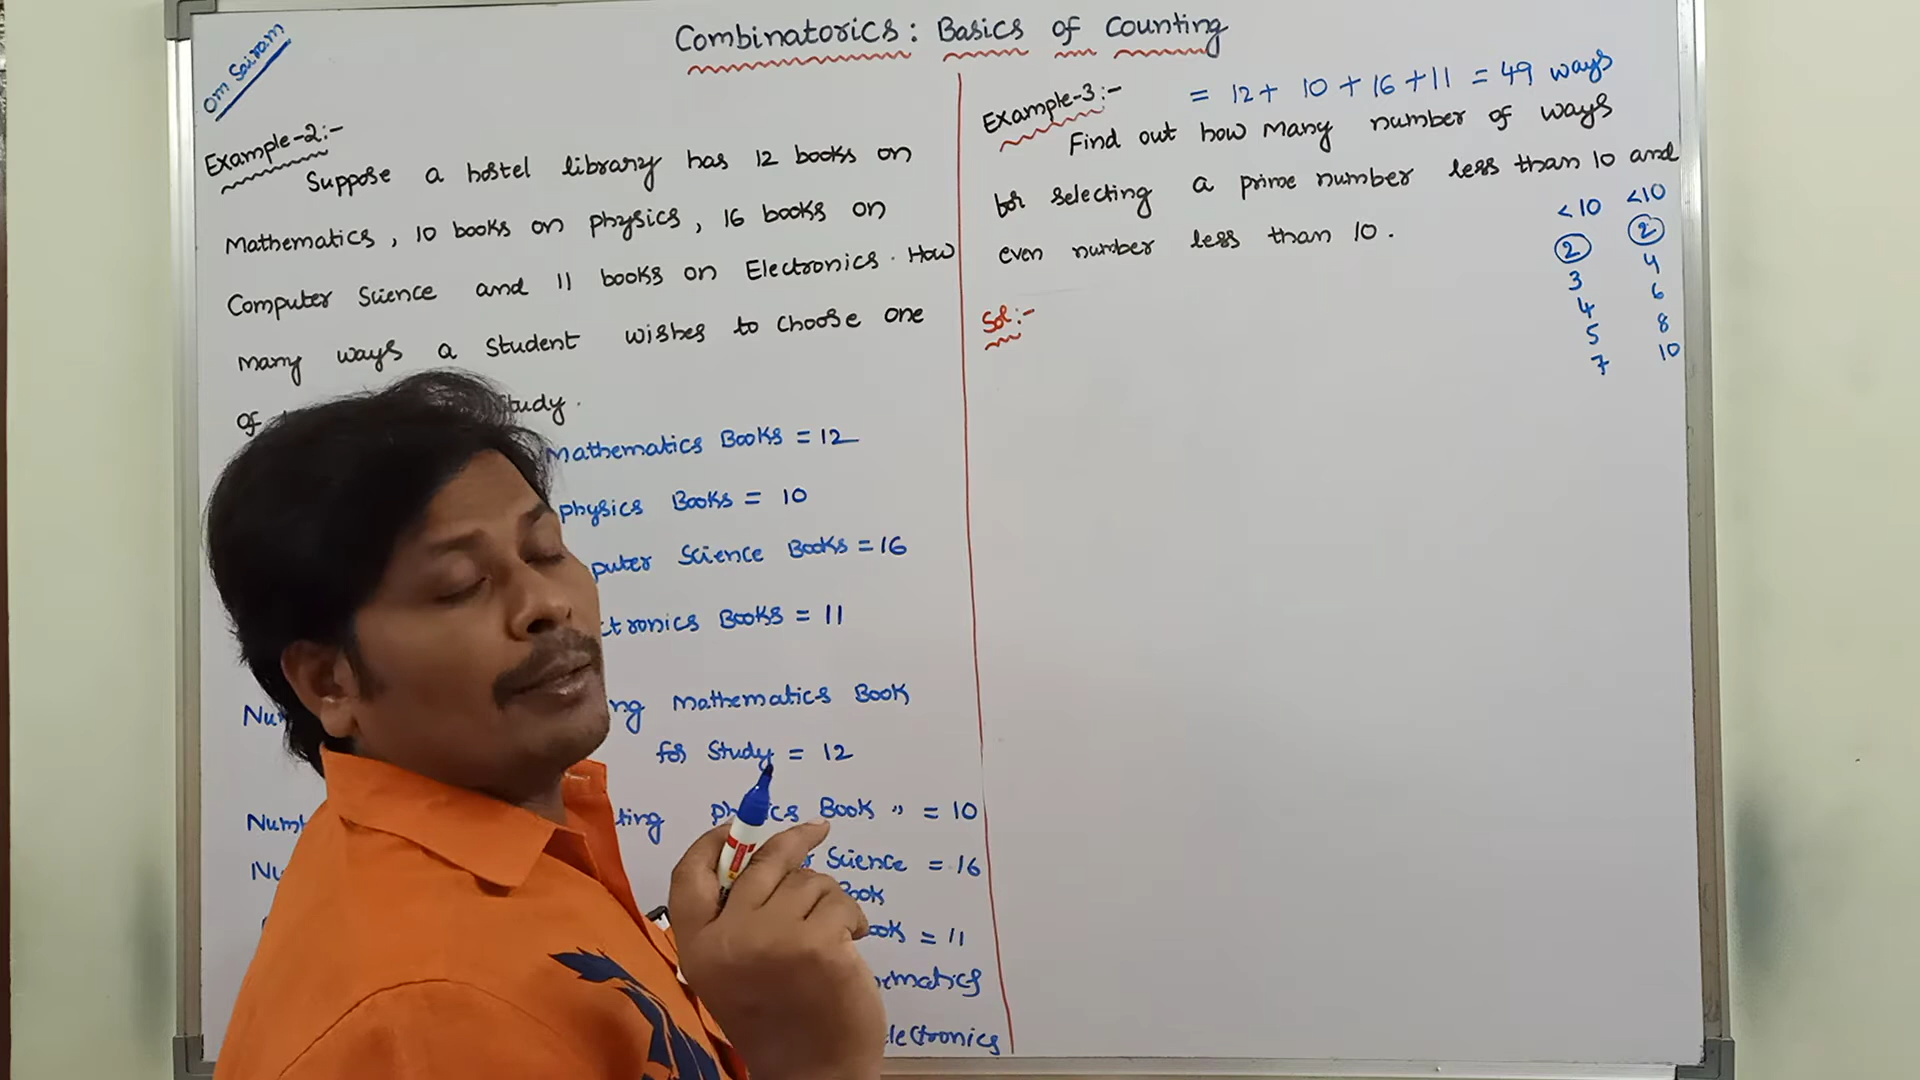 Om Sairam
Combinatorics: Basics of Counting
Example-2:-
Suppose a hostel library has 12 books on
Mathematics, 10 books on physics, 16 books on
Computer Science and 11 books on Electronics. How
many ways a student wishes to choose one
of study.
Mathematics Books = 12
physics Books = 10
puter Science Books = 16
ctronics Books = 11
ng Mathematics Book
for Study = 12
Num ting Book " = 10
Science = 16
Book
ook = 11
ematics
lectronics
Example-3:-
= 12 + 10 + 16 + 11 = 49 ways
Find out how many number of ways
for selecting a prime number less than 10 and
even number less than 10.
<10 <10
2 2
3 4
4 6
5 8
7 10
Sol:-